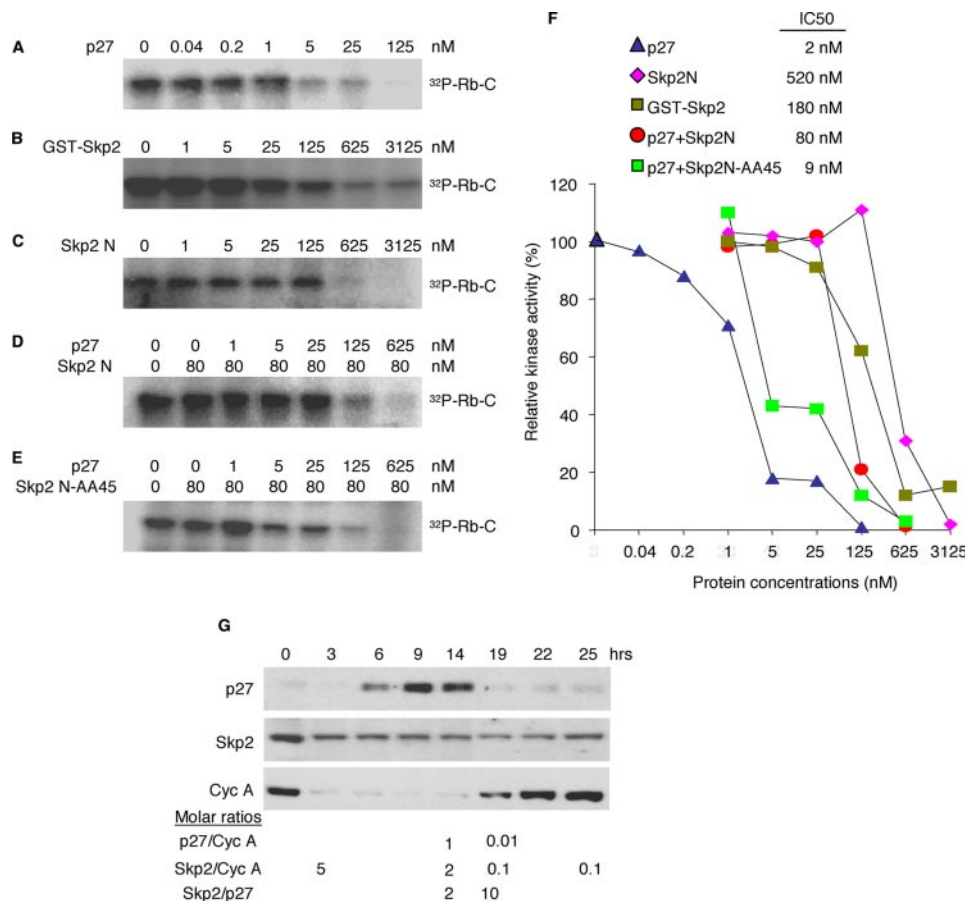 A
p27 0 0.04 0.2 1 5 25 125 nM
32P-Rb-C
B
GST-Skp2 0 1 5 25 125 625 3125 nM
32P-Rb-C
C
Skp2 N 0 1 5 25 125 625 3125 nM
32P-Rb-C
D
p27 0 0 1 5 25 125 625 nM
Skp2 N 0 80 80 80 80 80 80 nM
32P-Rb-C
E
p27 0 0 1 5 25 125 625 nM
Skp2 N-AA45 0 80 80 80 80 80 80 nM
32P-Rb-C
F
IC50
p27 2 nM
Skp2N 520 nM
GST-Skp2 180 nM
p27+Skp2N 80 nM
p27+Skp2N-AA45 9 nM
Relative kinase activity (%)
120
100
80
60
40
20
0
0 0.04 0.2 1 5 25 125 625 3125
Protein concentrations (nM)
G
0 3 6 9 14 19 22 25 hrs
p27
Skp2
Cyc A
Molar ratios
p27/Cyc A 1 0.01
Skp2/Cyc A 5 2 0.1 0.1
Skp2/p27 2 10